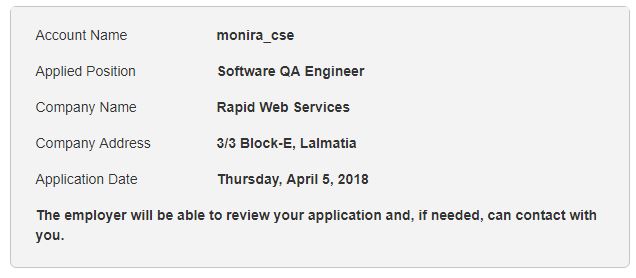 Account Name monira_cse
Applied Position Software QA Engineer
Company Name Rapid Web Services
Company Address 3/3 Block-E, Lalmatia
Application Date Thursday, April 5, 2018
The employer will be able to review your application and, if needed, can contact with
you.